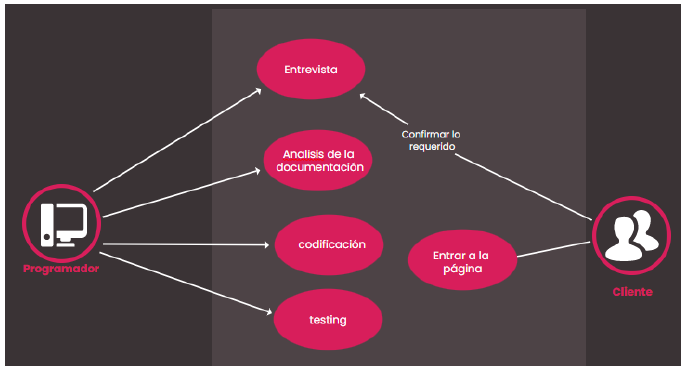 Entrevista
Confirmar lo
requerido
Analisis de la
documentación
codificación
Entrar a la
página
Programador
Cliente
testing